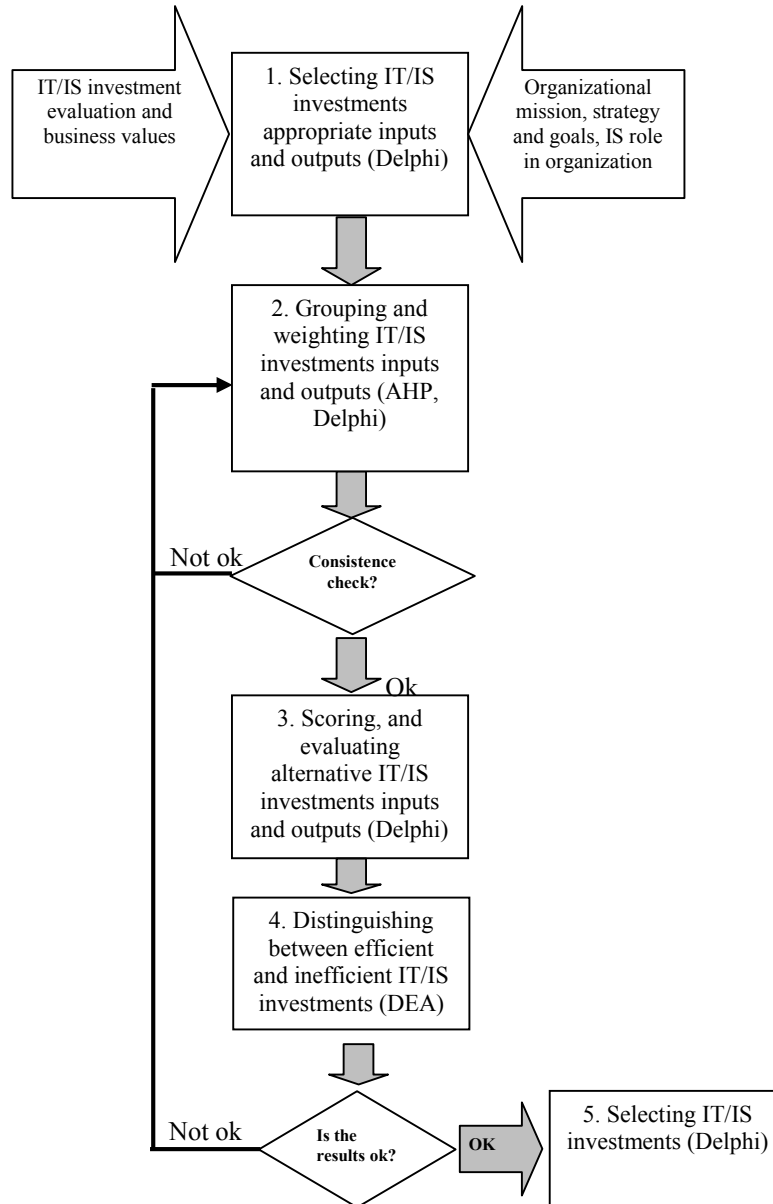 IT/IS investment
evaluation and
business values
1. Selecting IT/IS
investments
appropriate inputs
and outputs (Delphi)
Organizational
mission, strategy
and goals, IS role
in organization
2. Grouping and
weighting IT/IS
investments inputs
and outputs (AHP,
Delphi)
Not ok
Consistence
check?
Ok
3. Scoring, and
evaluating
alternative IT/IS
investments inputs
and outputs (Delphi)
4. Distinguishing
between efficient
and inefficient IT/IS
investments (DEA)
Not ok
Is the
results ok?
OK
5. Selecting IT/IS
investments (Delphi)